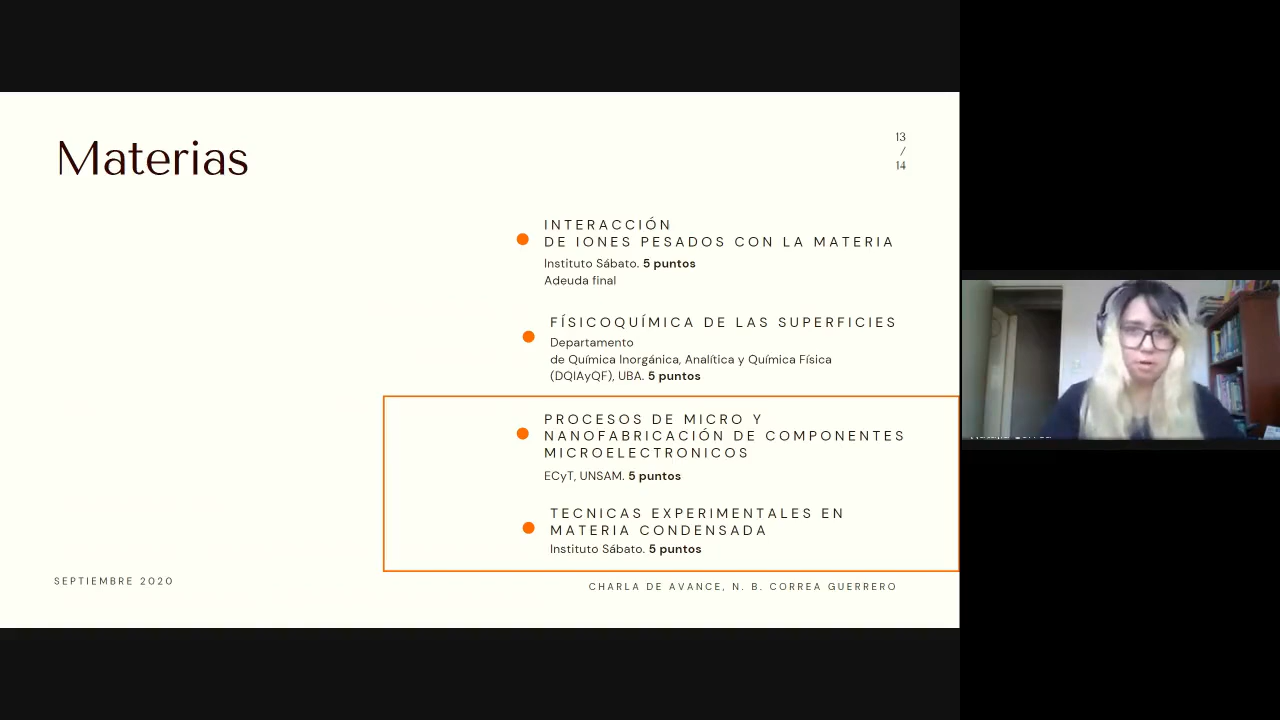 Materias
13
/
14
INTERACCIÓN
DE IONES PESADOS CON LA MATERIA
Instituto Sábato. 5 puntos
Adeuda final
FÍSICOQUÍMICA DE LAS SUPERFICIES
Departamento
de Química Inorgánica, Analítica y Química Física
(DQIAyQF), UBA. 5 puntos
PROCESOS DE MICRO Y
NANOFABRICACIÓN DE COMPONENTES
MICROELECTRONICOS
ECyT, UNSAM. 5 puntos
TECNICAS EXPERIMENTALES EN
MATERIA CONDENSADA
Instituto Sábato. 5 puntos
SEPTIEMBRE 2020
CHARLA DE AVANCE, N. B. CORREA GUERRERO